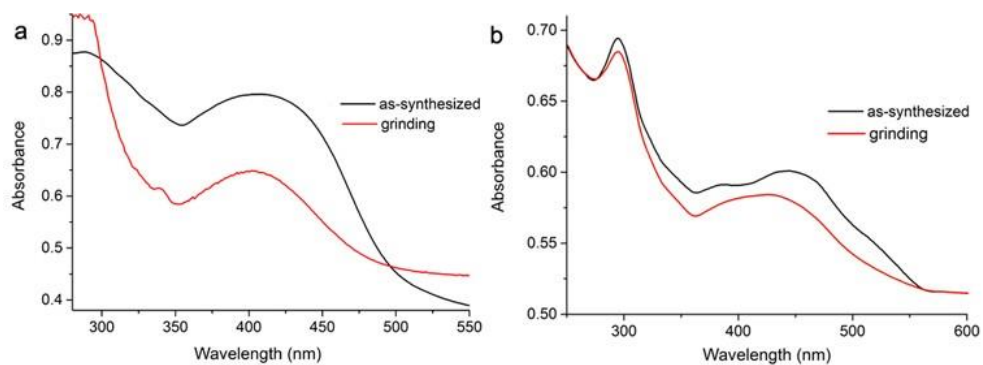 a
0.9
0.8
0.7
0.6
0.5
0.4
Absorbance
as-synthesized
grinding
300
350
400
450
500
550
Wavelength (nm)
b
0.70
0.65
0.60
0.55
0.50
Absorbance
as-synthesized
grinding
300
400
500
600
Wavelength (nm)